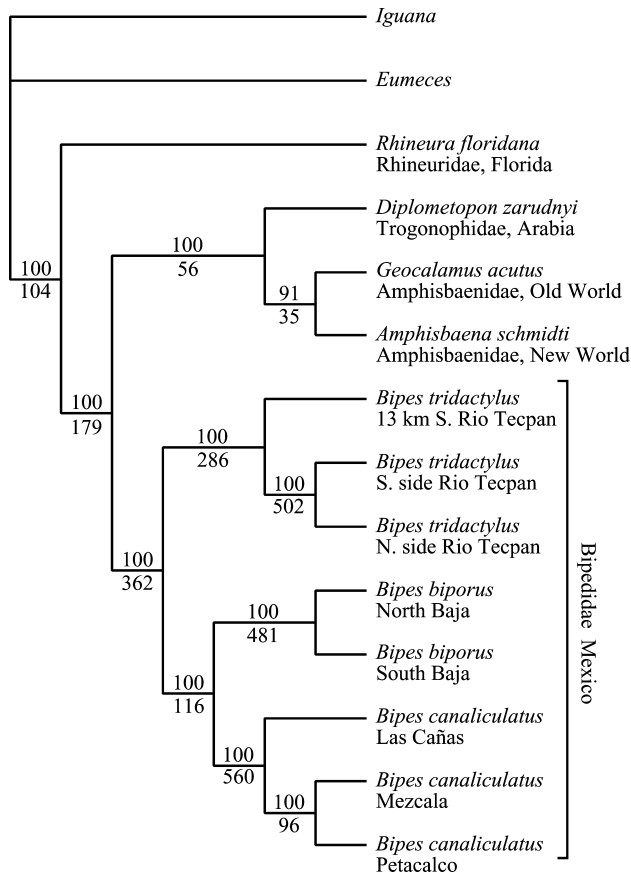 Iguana
Eumeces
Rhineura floridana
Rhineuridae, Florida
Diplometopon zarudnyi
Trogonophidae, Arabia
100
56
100
104
Geocalamus acutus
Amphisbaenidae, Old World
91
35
Amphisbaena schmidti
Amphisbaenidae, New World
Bipes tridactylus
13 km S. Rio Tecpan
100
179
100
286
Bipes tridactylus
S. side Rio Tecpan
100
502
Bipes tridactylus
N. side Rio Tecpan
100
362
Bipes biporus
North Baja
100
481
Bipes biporus
South Baja
Bipedidae Mexico
100
116
Bipes canaliculatus
Las Cañas
100
560
Bipes canaliculatus
Mezcala
100
96
Bipes canaliculatus
Petacalco